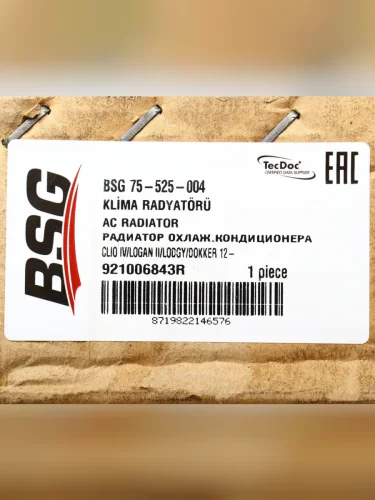 BSG
TecDoc
CERTIFIED DATA SUPPLIER
EAC
BSG 75-525-004
KLİMA RADYATÖRÜ
AC RADIATOR
РАДИАТОР ОХЛАЖ.КОНДИЦИОНЕРА
CLIO IV/LOGAN II/LODGY/DOKKER 12-
921006843R 1 piece
8719822146576